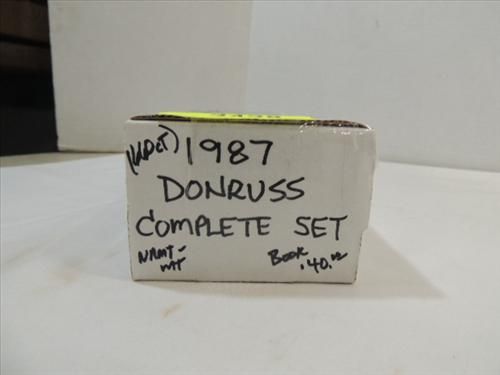 1987
DONRUSS
COMPLETE SET
NRMT-
MT
BOOK
.40.00